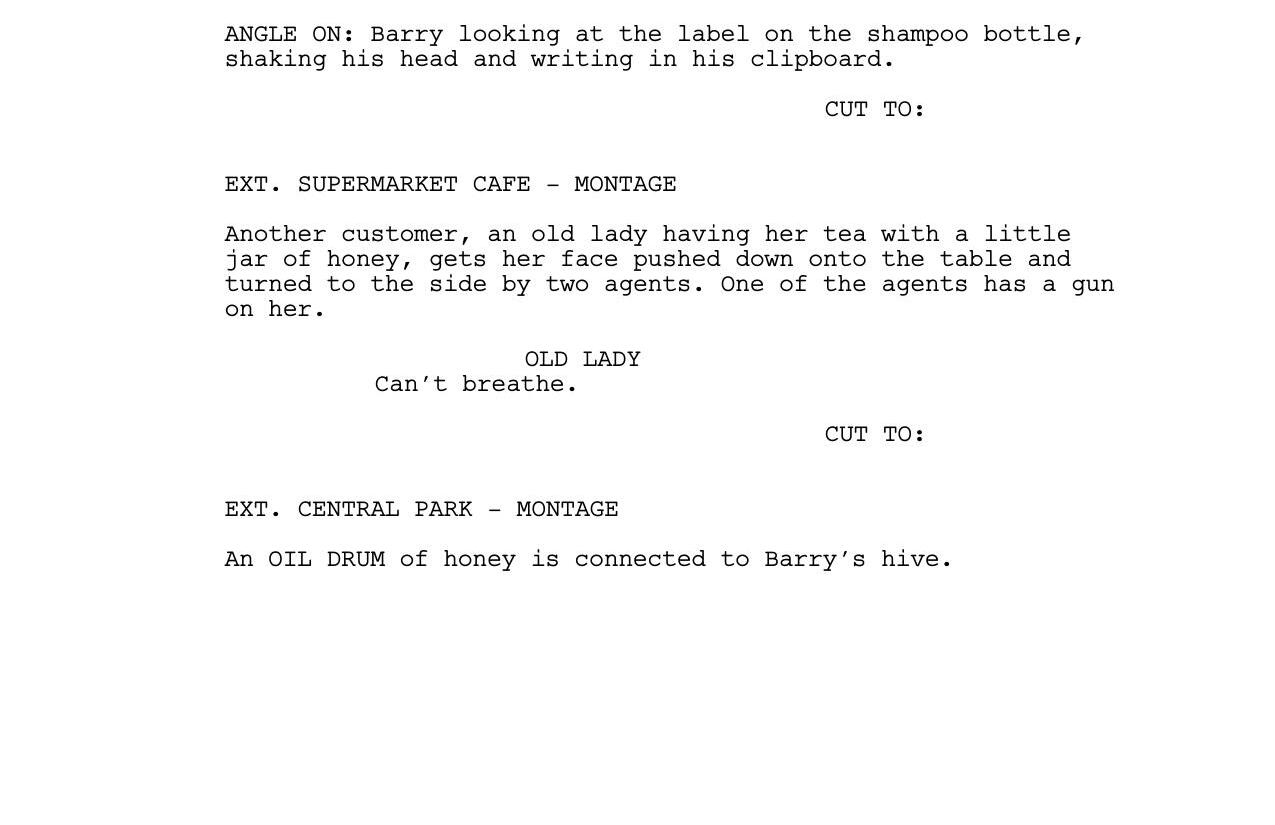 ANGLE ON: Barry looking at the label on the shampoo bottle,
shaking his head and writing in his clipboard.
CUT TO:
EXT. SUPERMARKET CAFE – MONTAGE
Another customer, an old lady having her tea with a little
jar of honey, gets her face pushed down onto the table and
turned to the side by two agents. One of the agents has a gun
on her.
OLD LADY
Can’t breathe.
CUT TO:
EXT. CENTRAL PARK – MONTAGE
An OIL DRUM of honey is connected to Barry’s hive.